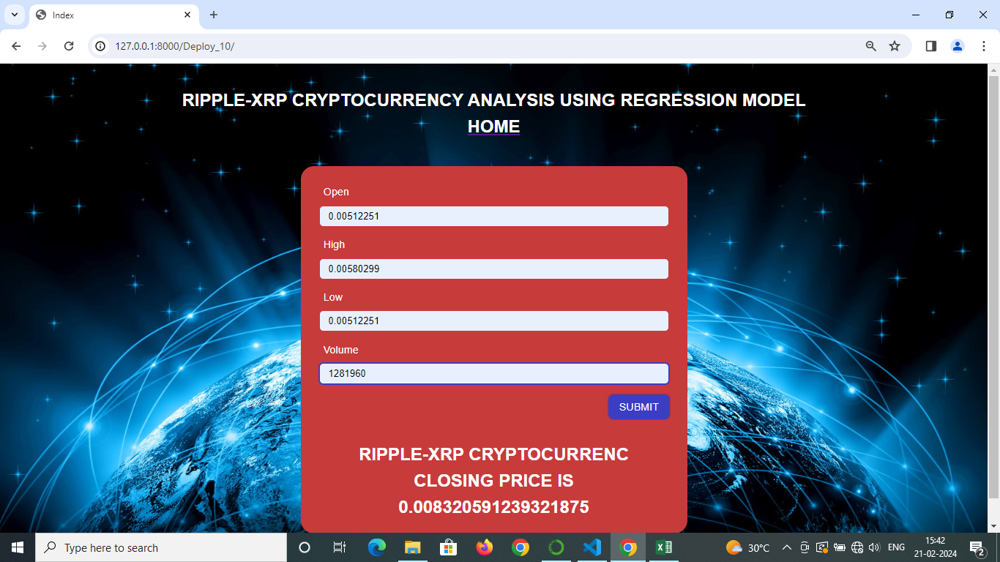 Index
127.0.0.1:8000/Deploy_10/
RIPPLE-XRP CRYPTOCURRENCY ANALYSIS USING REGRESSION MODEL
HOME
Open
0.00512251
High
0.00580299
Low
0.00512251
Volume
1281960
SUBMIT
RIPPLE-XRP CRYPTOCURRENC
CLOSING PRICE IS
0.008320591239321875
Type here to search
30°C
ENG
15:42
21-02-2024
2